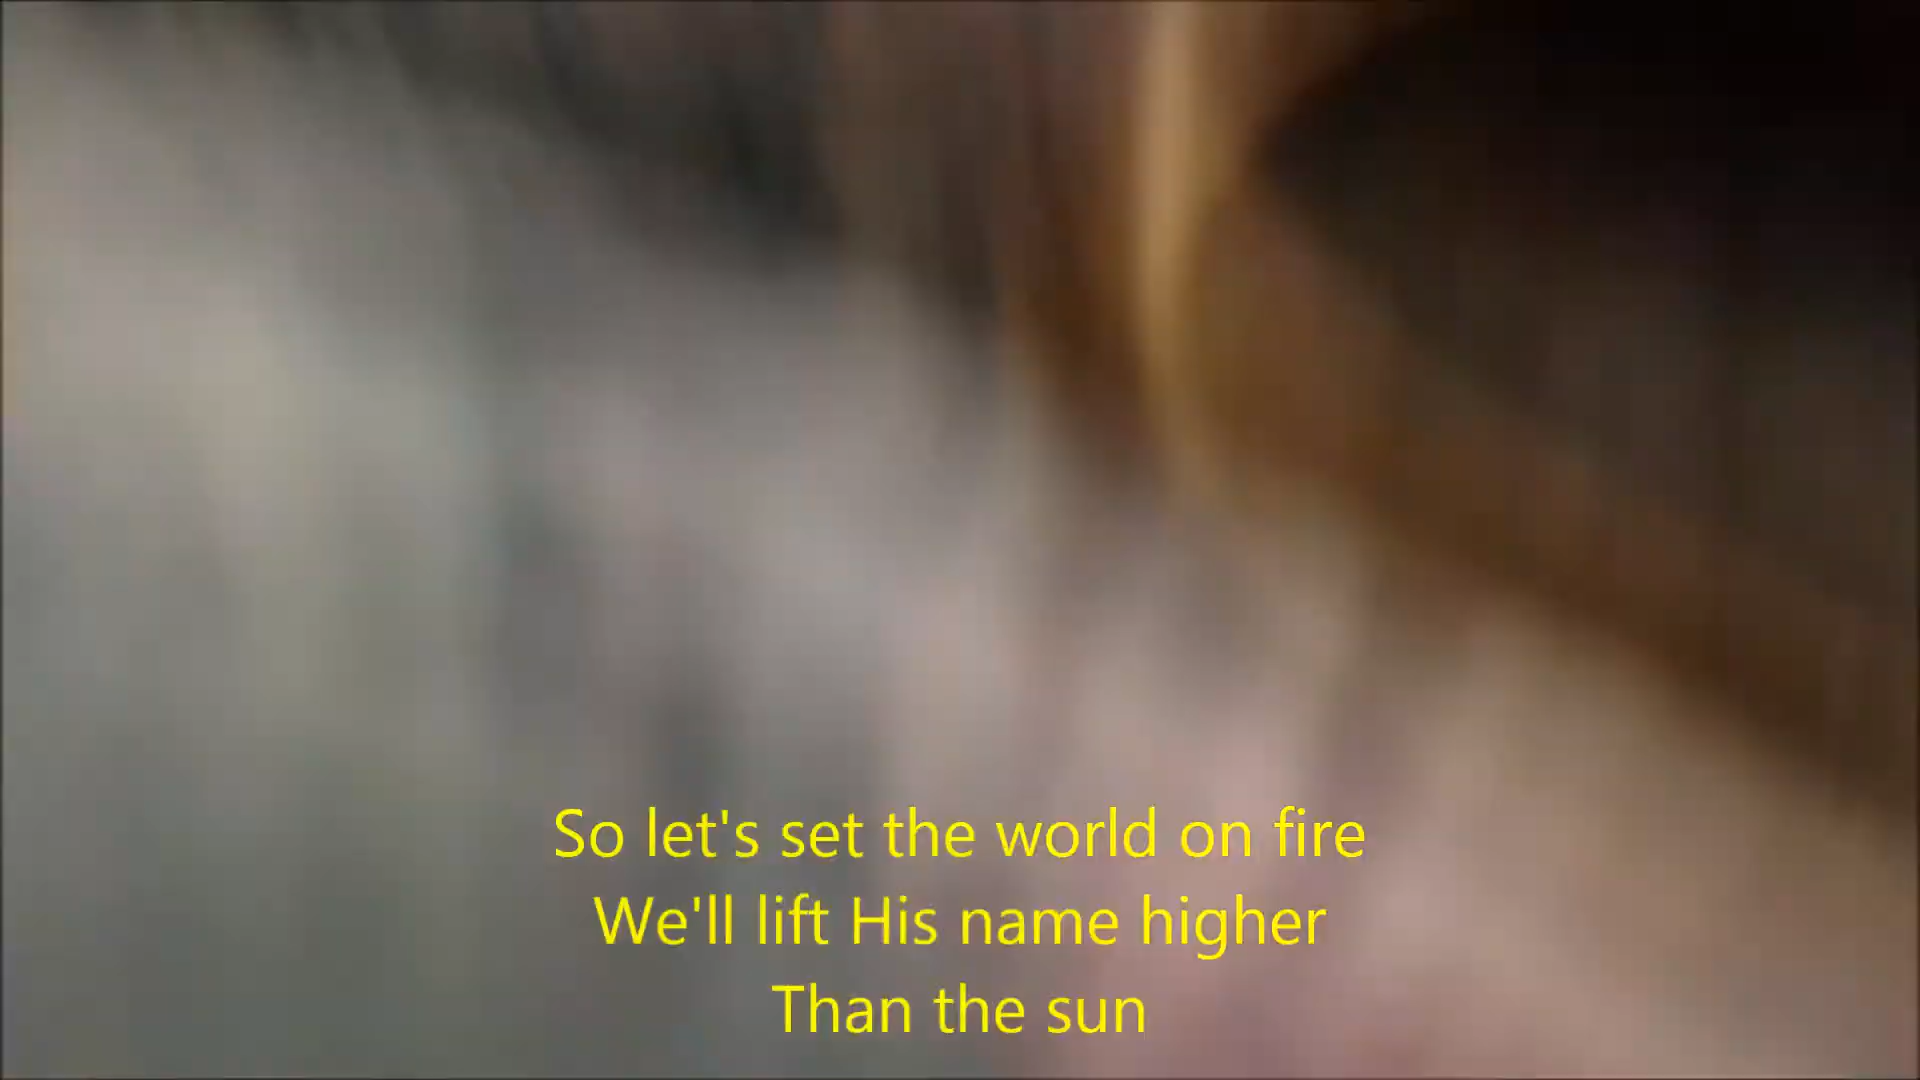 So let's set the world on fire
We'll lift His name higher
Than the sun